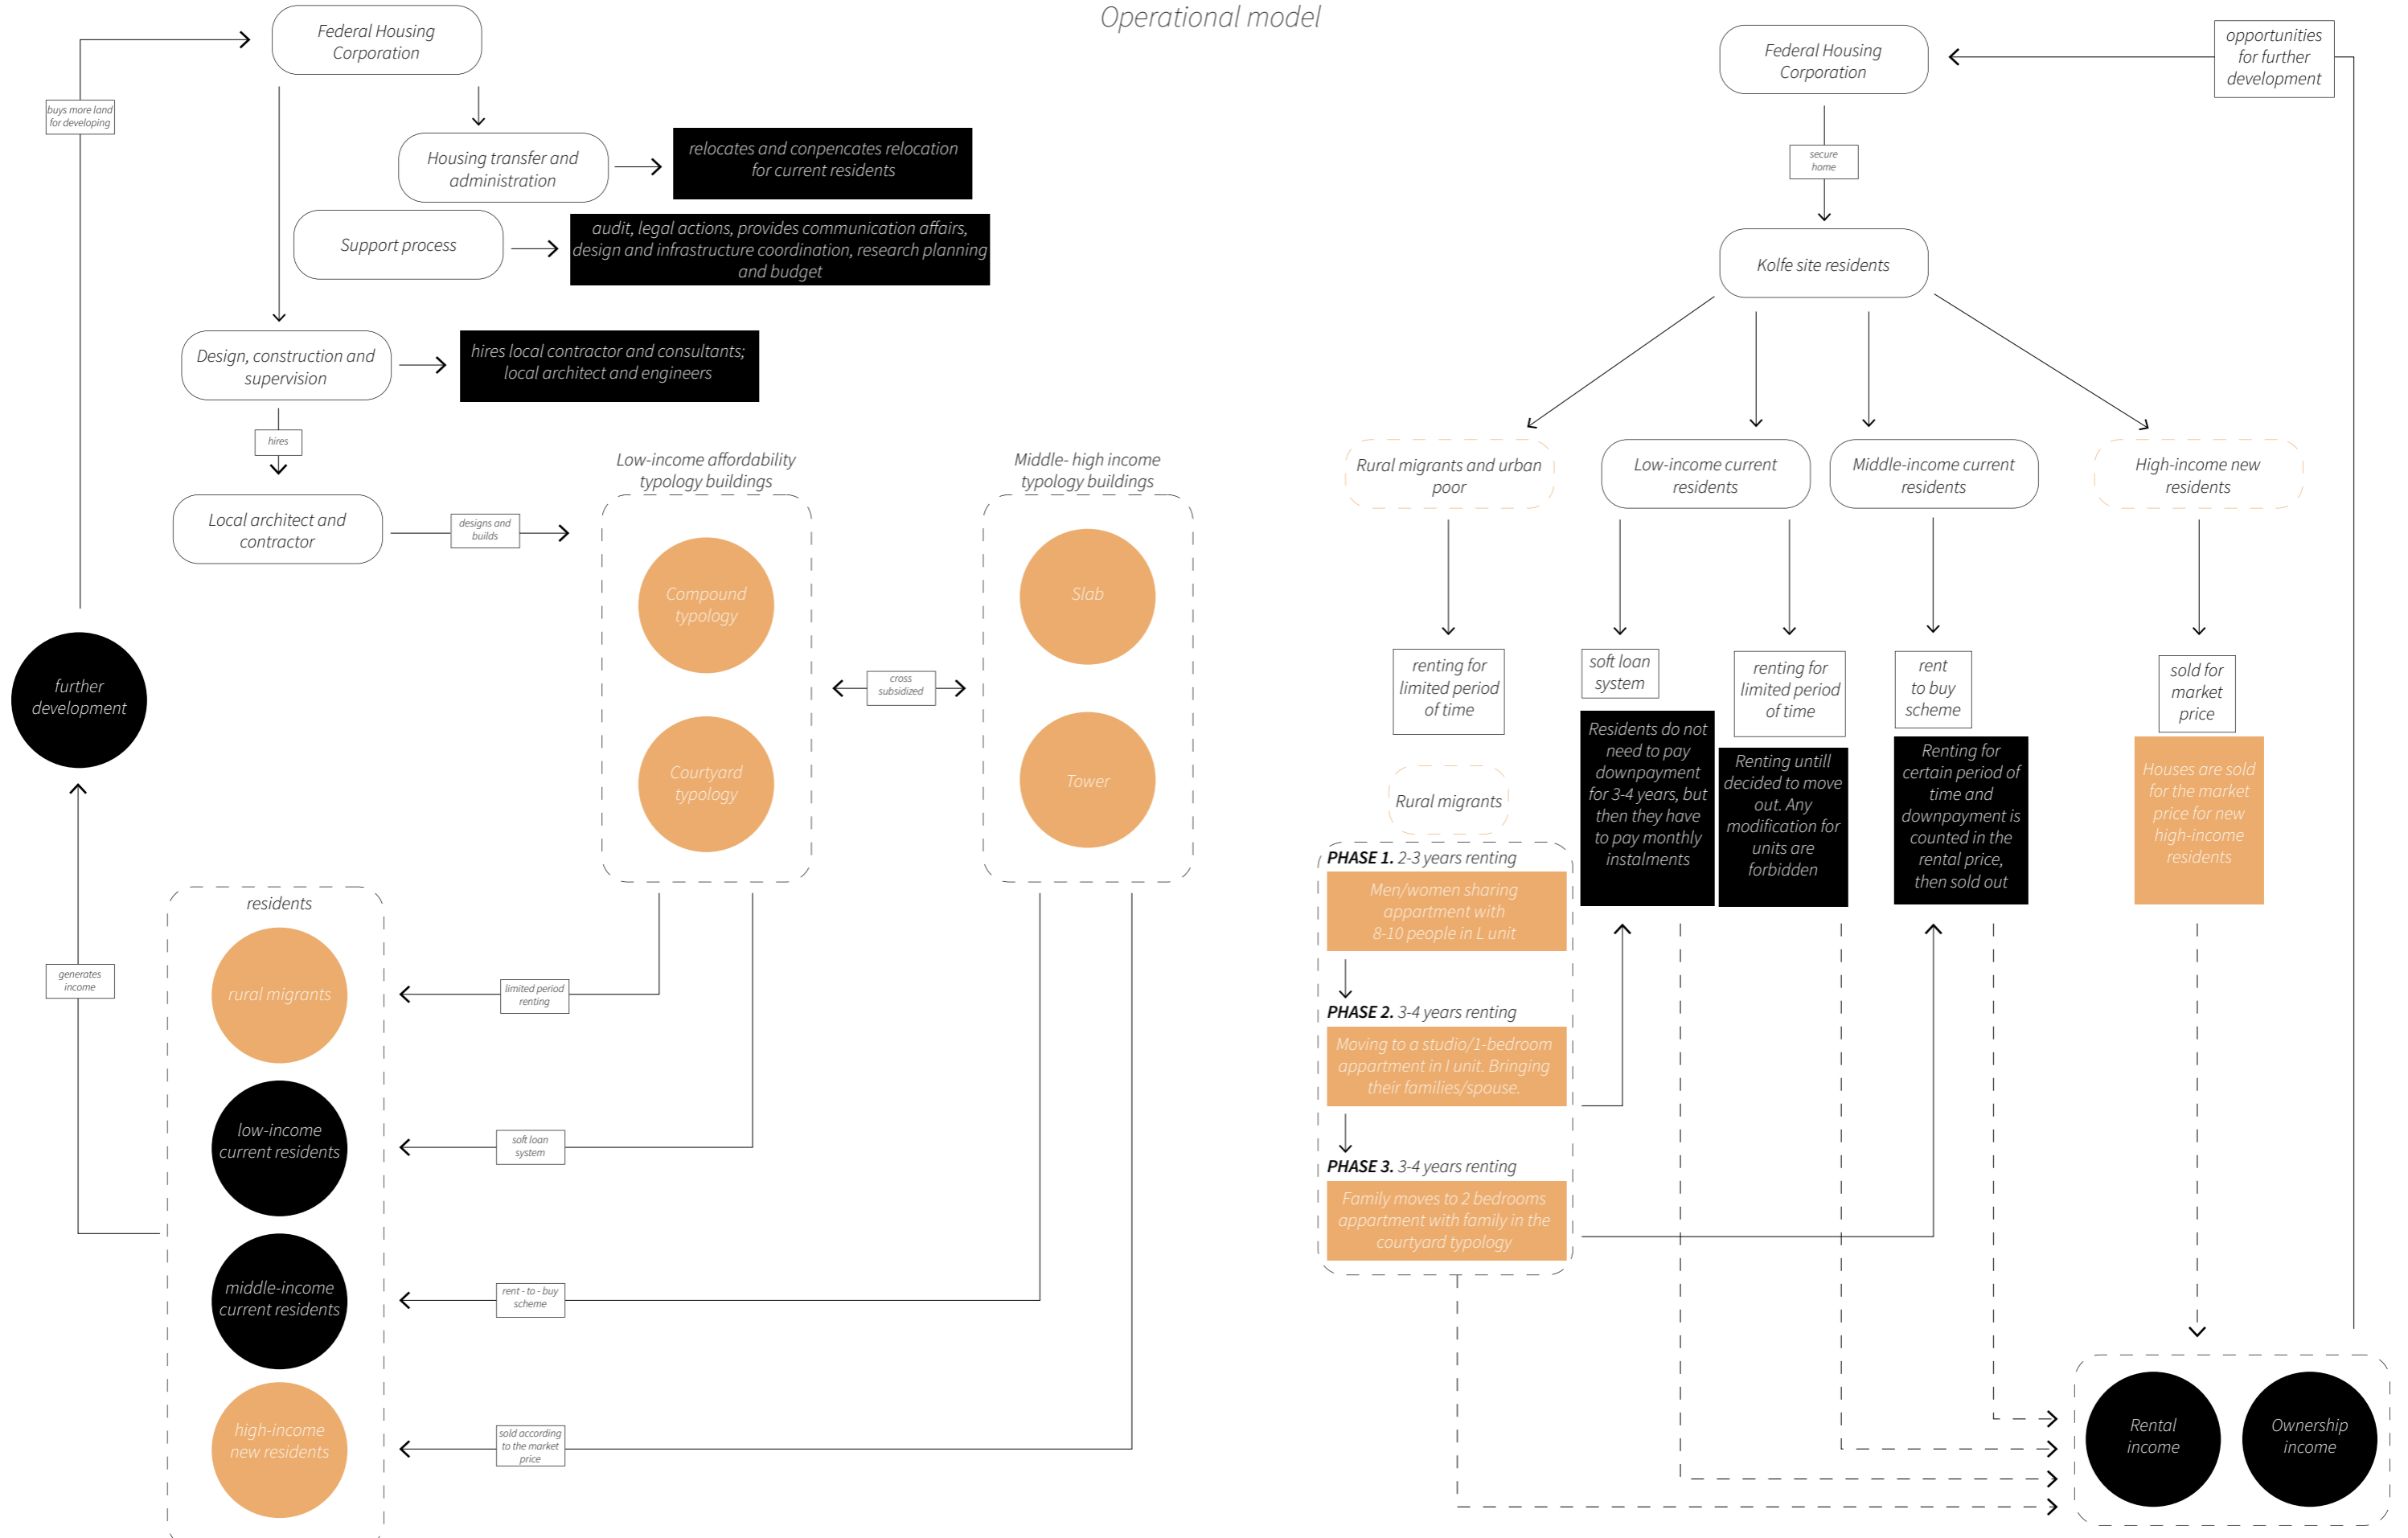 Operational model
Federal Housing
Corporation
buys more land
for developing
Housing transfer and
administration
relocates and conpencates relocation
for current residents
Support process
audit, legal actions, provides communication affairs,
design and infrastructure coordination, research planning
and budget
Design, construction and
supervision
hires local contractor and consultants;
local architect and engineers
hires
Local architect and
contractor
designs and
builds
Low-income affordability
typology buildings
Compound
typology
Courtyard
typology
cross
subsidized
Middle- high income
typology buildings
Slab
Tower
further
development
generates
income
residents
rural migrants
low-income
current residents
middle-income
current residents
high-income
new residents
limited period
renting
soft loan
system
rent - to - buy
scheme
sold according
to the market
price
Federal Housing
Corporation
opportunities
for further
development
secure
home
Kolfe site residents
Rural migrants and urban
poor
Low-income current
residents
Middle-income current
residents
High-income new
residents
renting for
limited period
of time
soft loan
system
renting for
limited period
of time
rent
to buy
scheme
sold for
market
price
Residents do not
need to pay
downpayment
for 3-4 years, but
then they have
to pay monthly
instalments
Renting untill
decided to move
out. Any
modification for
units are
forbidden
Renting for
certain period of
time and
downpayment is
counted in the
rental price,
then sold out
Houses are sold
for the market
price for new
high-income
residents
Rural migrants
PHASE 1. 2-3 years renting
Men/women sharing
appartment with
8-10 people in L unit
PHASE 2. 3-4 years renting
Moving to a studio/1-bedroom
appartment in I unit. Bringing
their families/spouse.
PHASE 3. 3-4 years renting
Family moves to 2 bedrooms
appartment with family in the
courtyard typology
Rental
income
Ownership
income